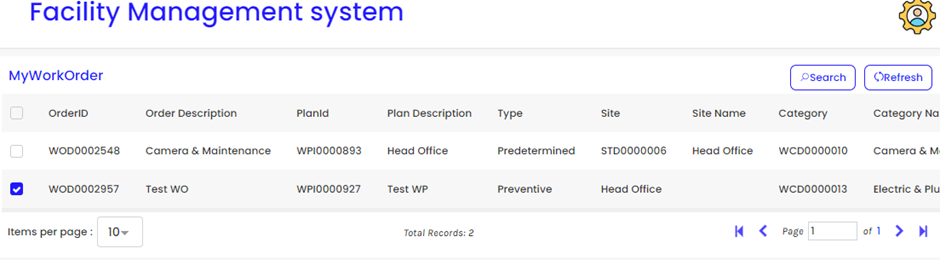 Facility Management system
MyWorkOrder Search Refresh
OrderID Order Description PlanId Plan Description Type Site Site Name Category Category Na
WOD0002548 Camera & Maintenance WPI0000893 Head Office Predetermined STD0000006 Head Office WCD0000010 Camera & M
WOD0002957 Test WO WPI0000927 Test WP Preventive Head Office WCD0000013 Electric & Plu
Items per page : 10 Total Records: 2 Page 1 of 1